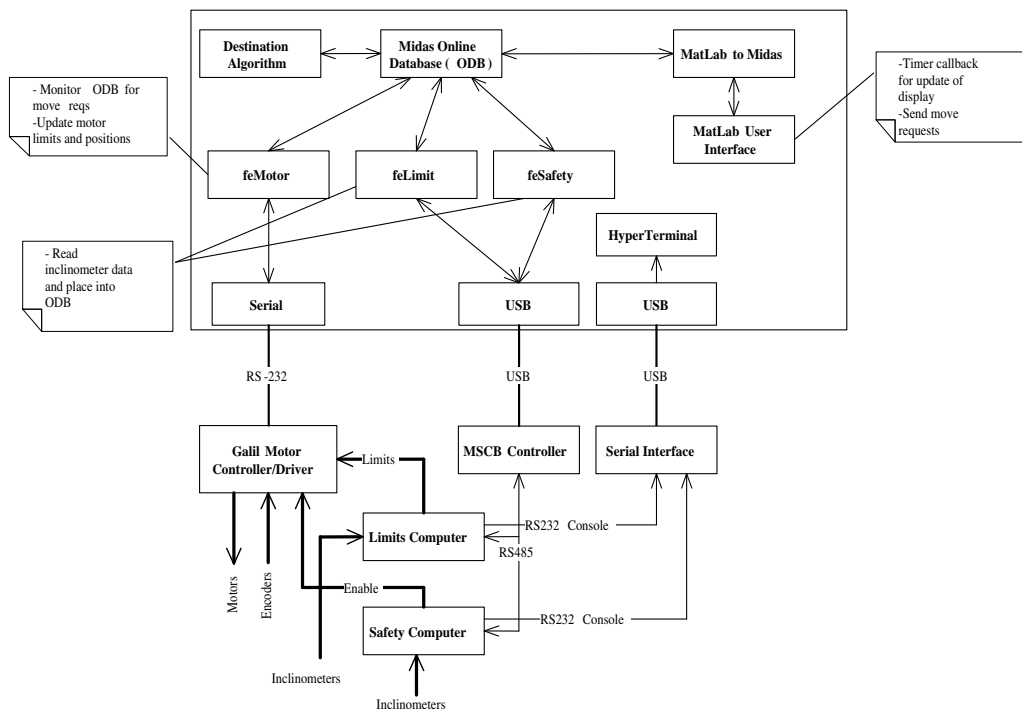 Destination
Algorithm
Midas Online
Database ( ODB )
MatLab to Midas
- Monitor ODB for
move reqs
-Update motor
limits and positions
-Timer callback
for update of
display
-Send move
requests
MatLab User
Interface
feMotor
feLimit
feSafety
HyperTerminal
- Read
inclinometer data
and place into
ODB
Serial
USB
USB
RS -232
USB
USB
Galil Motor
Controller/Driver
MSCB Controller
Serial Interface
Limits
Limits Computer
RS232 Console
RS485
Motors
Encoders
Enable
Safety Computer
RS232 Console
Inclinometers
Inclinometers